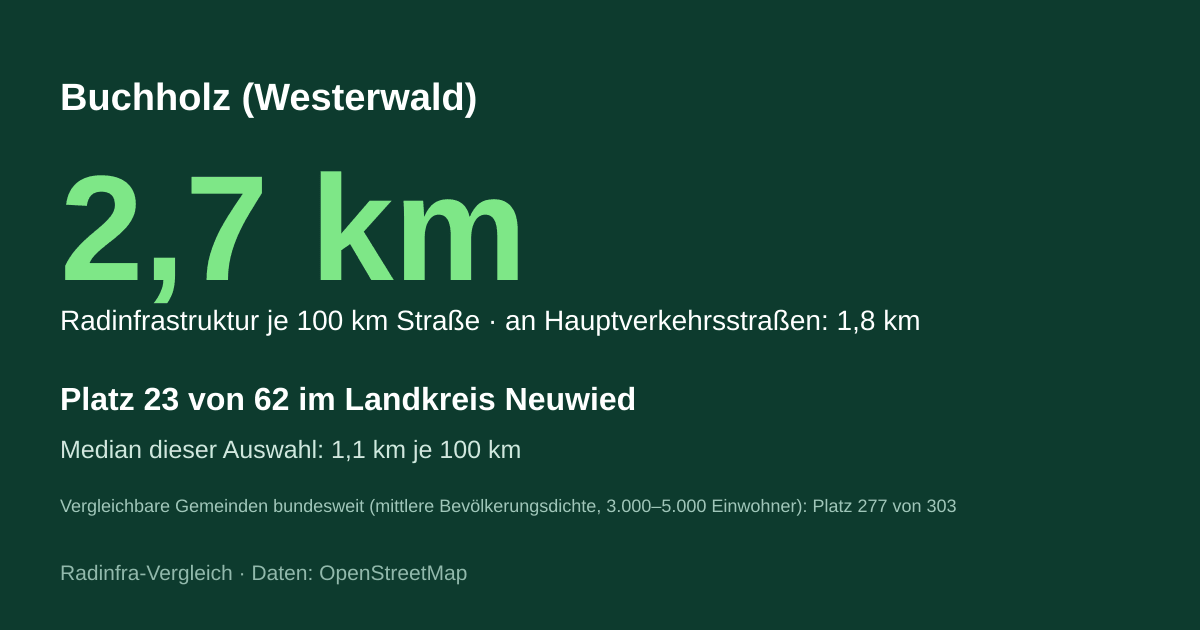 Buchholz (Westerwald)
2,7 km
Radinfrastruktur je 100 km Straße · an Hauptverkehrsstraßen: 1,8 km
Platz 23 von 62 im Landkreis Neuwied
Median dieser Auswahl: 1,1 km je 100 km
Vergleichbare Gemeinden bundesweit (mittlere Bevölkerungsdichte, 3.000–5.000 Einwohner): Platz 277 von 303
Radinfra-Vergleich · Daten: OpenStreetMap